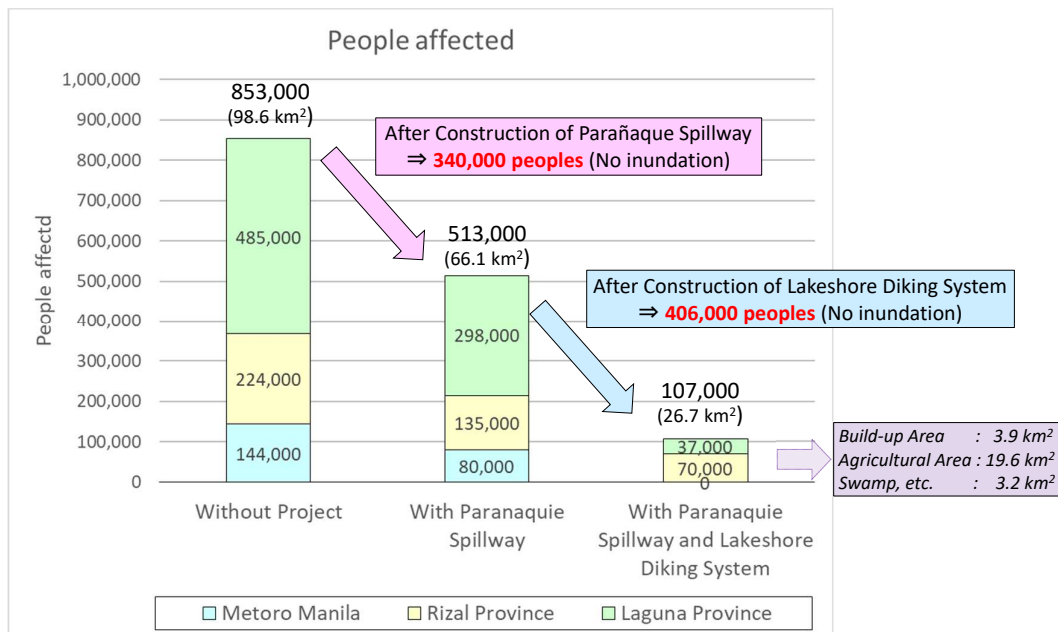 People affected
1,000,000
900,000
800,000
700,000
600,000
500,000
400,000
300,000
200,000
100,000
0
People affectd
853,000
(98.6 km²)
485,000
224,000
144,000
After Construction of Parañaque Spillway
⇒ 340,000 peoples (No inundation)
513,000
(66.1 km²)
298,000
135,000
80,000
After Construction of Lakeshore Diking System
⇒ 406,000 peoples (No inundation)
107,000
(26.7 km²)
37,000
70,000
0
Build-up Area : 3.9 km²
Agricultural Area : 19.6 km²
Swamp, etc. : 3.2 km²
Without Project
With Paranaquie
Spillway
With Paranaquie
Spillway and Lakeshore
Diking System
Metoro Manila
Rizal Province
Laguna Province